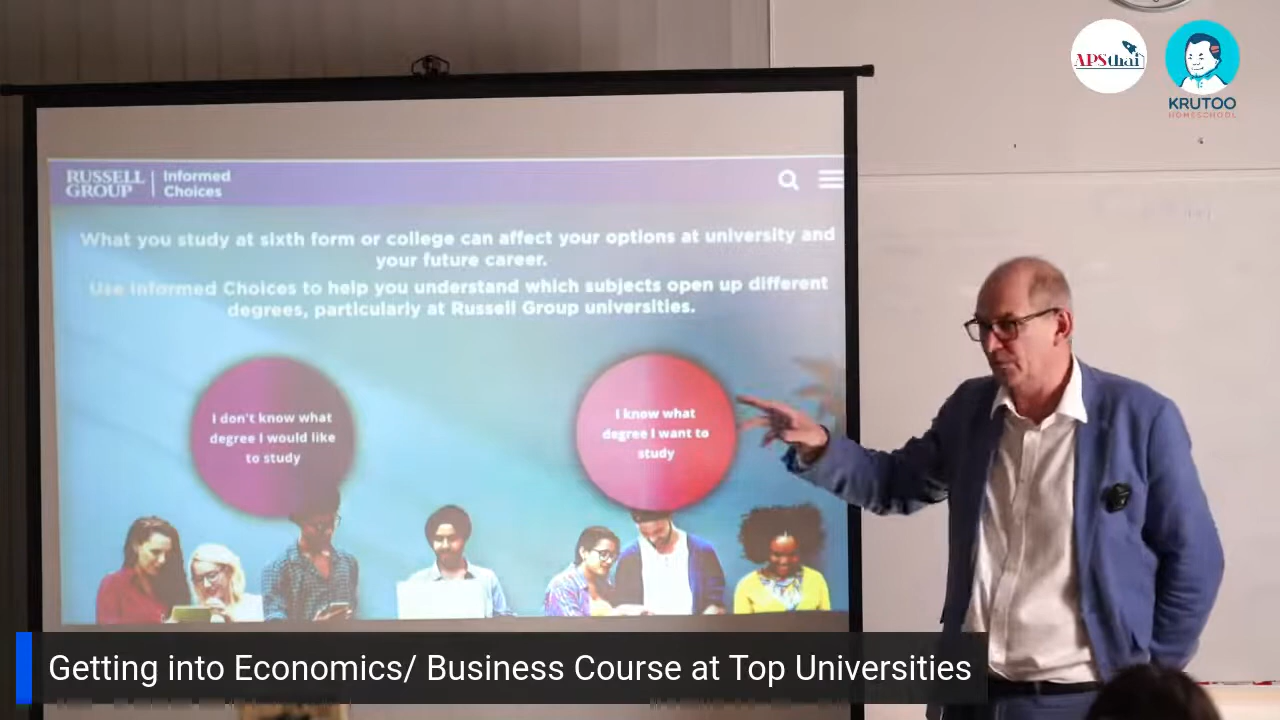 APSthai
KRUTOO
HOMESCHOOL
RUSSELL
GROUP
Informed
Choices
What you study at sixth form or college can affect your options at university and
your future career.
Use Informed Choices to help you understand which subjects open up different
degrees, particularly at Russell Group universities.
I don't know what
degree I would like
to study
I know what
degree I want to
study
Getting into Economics/ Business Course at Top Universities